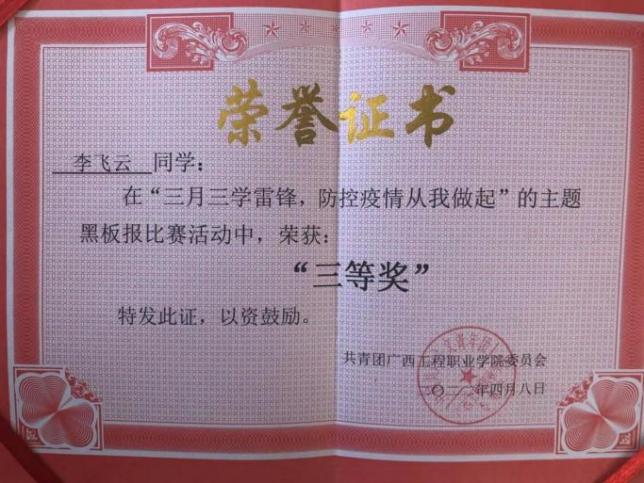 荣誉证书
李飞云 同学：
在“三月三学雷锋，防控疫情从我做起”的主题
黑板报比赛活动中，荣获：
“三等奖”
特发此证，以资鼓励。
共青团广西工程职业学院委员会
年四月八日